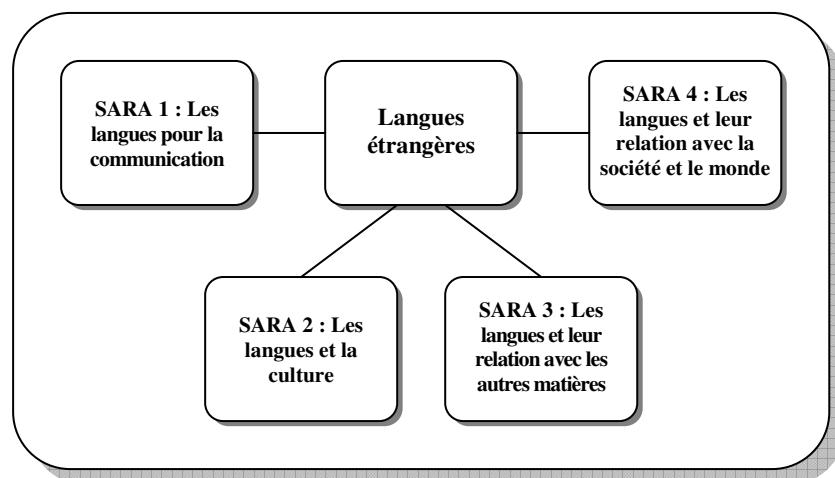 SARA 1 : Les
langues pour la
communication
Langues
étrangères
SARA 4 : Les
langues et leur
relation avec la
société et le monde
SARA 2 : Les
langues et la
culture
SARA 3 : Les
langues et leur
relation avec les
autres matières